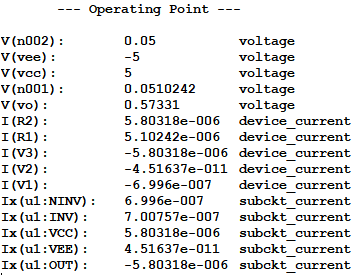 --- Operating Point ---
V(n002): 0.05 voltage
V(vee): -5 voltage
V(vcc): 5 voltage
V(n001): 0.0510242 voltage
V(vo): 0.57331 voltage
I(R2): 5.80318e-006 device_current
I(R1): 5.10242e-006 device_current
I(V3): -5.80318e-006 device_current
I(V2): -4.51637e-011 device_current
I(V1): -6.996e-007 device_current
Ix(u1:NINV): 6.996e-007 subckt_current
Ix(u1:INV): 7.00757e-007 subckt_current
Ix(u1:VCC): 5.80318e-006 subckt_current
Ix(u1:VEE): 4.51637e-011 subckt_current
Ix(u1:OUT): -5.80318e-006 subckt_current